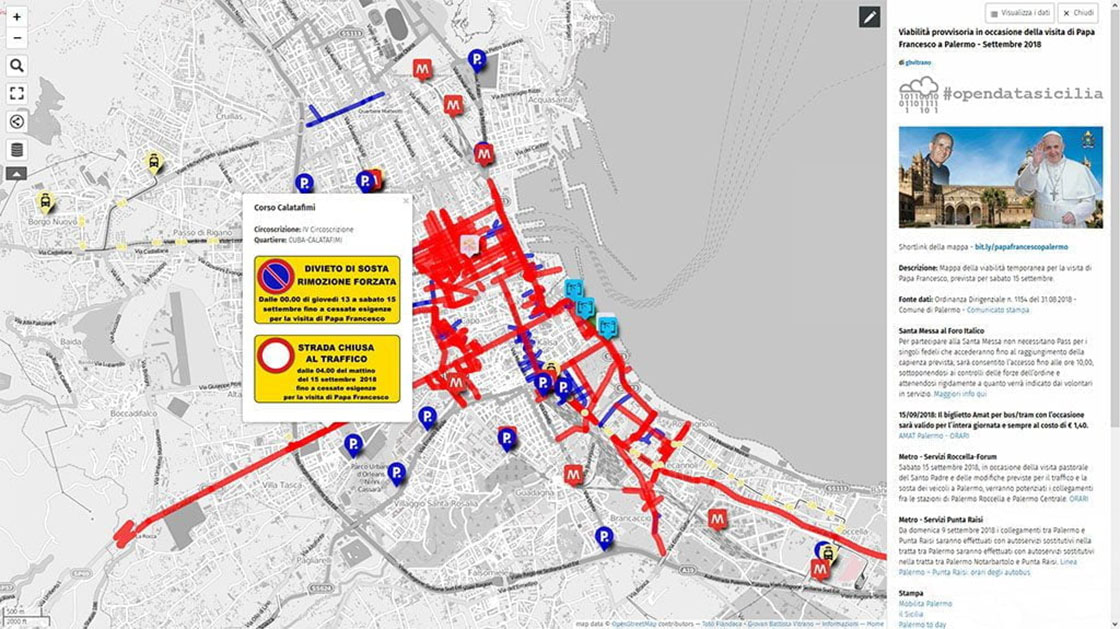 Visualizza i dati
Chiudi
Viabilità provvisoria in occasione della visita di Papa
Francesco a Palermo - Settembre 2018
di gbvitrano
#opendatasicilia
Shortlink della mappa - bit.ly/papafrancescopalermo
Descrizione: Mappa della viabilità temporanea per la visita di
Papa Francesco, prevista per sabato 15 settembre.
Fonte dati: Ordinanza Dirigenziale n. 1154 del 31.08.2018 -
Comune di Palermo - Comunicato stampa
Santa Messa al Foro Italico
Per partecipare alla Santa Messa non necessitano Pass per i
singoli fedeli che accederanno fino al raggiungimento della
capienza prevista, sarà consentito l'accesso fino alle ore 10,00,
sottoponendosi ai controlli delle forze dell'ordine e
attenendosi rigidamente a quanto verrà indicato dai volontari
in servizio. Maggiori info qui
15/09/2018: Il biglietto Amat per bus/tram con l'occasione
sarà valido per l'intera giornata e sempre al costo di € 1,40.
AMAT Palermo - ORARI
Metro - Servizi Roccella-Forum
Sabato 15 settembre 2018, in occasione della visita pastorale
del Santo Padre e delle modifiche previste per il traffico e la
sosta dei veicoli a Palermo, verranno potenziati i collegamenti
fra le stazioni di Palermo Roccella e Palermo Centrale. ORARI
Metro - Servizi Punta Raisi
Da domenica 9 settembre 2018 i collegamenti tra Palermo e
Punta Raisi saranno effettuati con autoservizi sostitutivi nella
tratta tra Palermo saranno effettuati con autoservizi sostitutivi
nella tratta tra Palermo Notarbartolo e Punta Raisi. Linea
Palermo - Punta Raisi: orari degli autobus
Stampa
Mobilita Palermo
Il Sicilia
Palermo to day
Corso Calatafimi
Circoscrizione: IV Circoscrizione
Quartiere: CUBA-CALATAFIMI
DIVIETO DI SOSTA
RIMOZIONE FORZATA
Dalle 00.00 di giovedì 13 a sabato 15
settembre fino a cessate esigenze
per la visita di Papa Francesco
STRADA CHIUSA
AL TRAFFICO
dalle 04.00 del mattino
del 15 settembre 2018
fino a cessate esigenze
per la visita di Papa Francesco
Arenella
Acquasanta
Cruillas
Borgo Nuovo
Passo di Rigano
Baida
Boccadifalco
Villa Tasca
La Rocca
Parco Urbano
d'Orleans
Villaggio Santa Rosalia
Guadagna
Brancaccio
Pagliarelli
500 m
2000 ft
map data © OpenStreetMap contributors — Totò Fiandaca - Giovan Battista Vitrano — Informazioni — Home